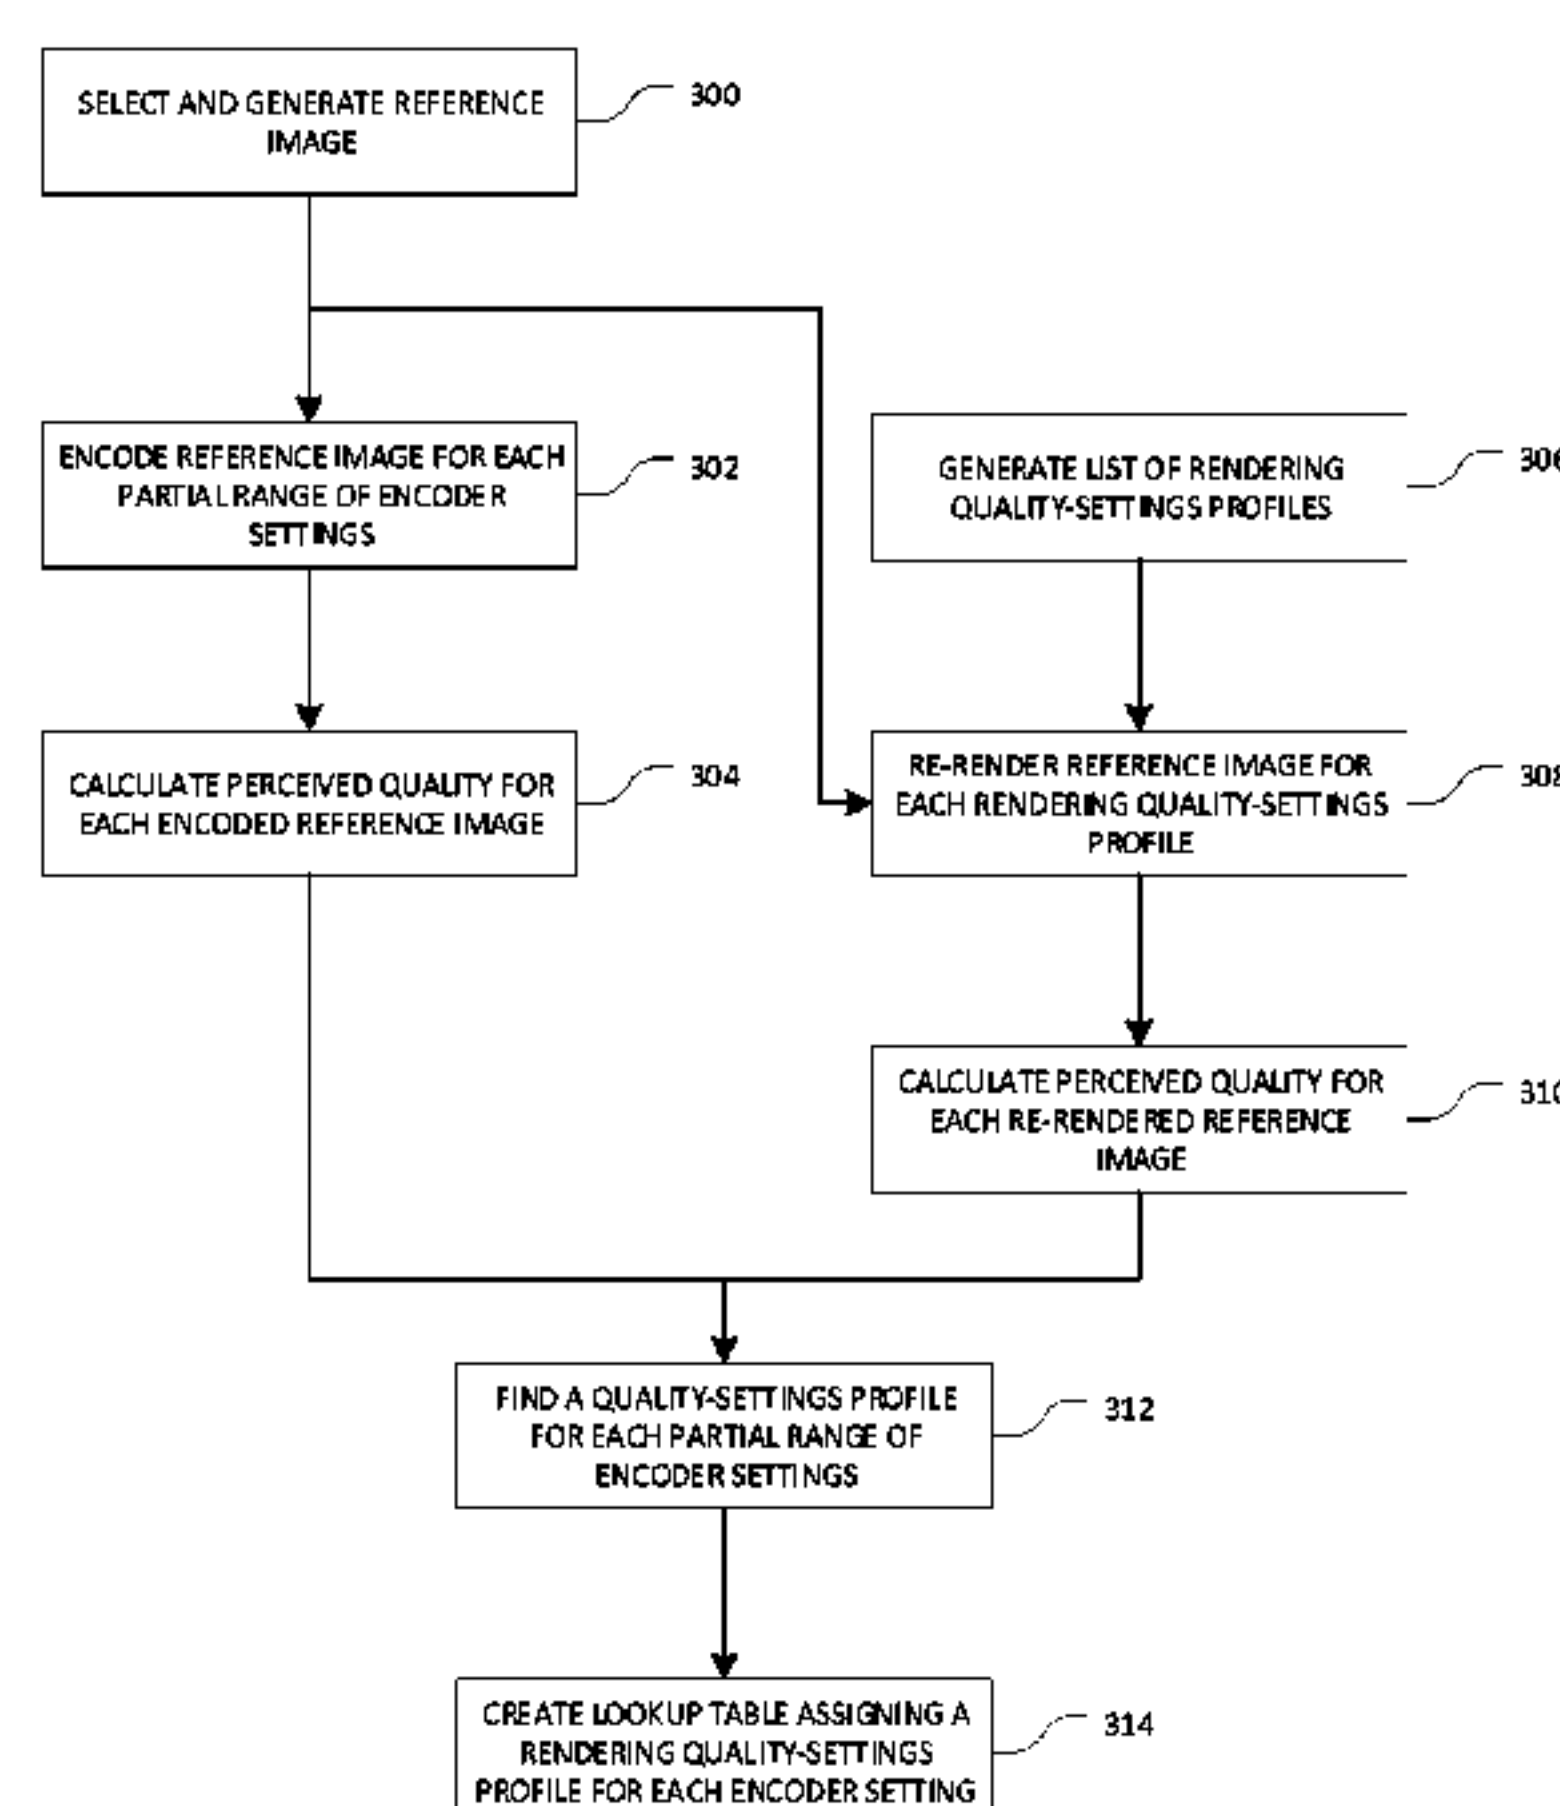 SELECT AND GENERATE REFERENCE
IMAGE
300
ENCODE REFERENCE IMAGE FOR EACH
PARTIAL RANGE OF ENCODER
SETTINGS
302
GENERATE LIST OF RENDERING
QUALITY-SETTINGS PROFILES
306
CALCULATE PERCEIVED QUALITY FOR
EACH ENCODED REFERENCE IMAGE
304
RE-RENDER REFERENCE IMAGE FOR
EACH RENDERING QUALITY-SETTINGS
PROFILE
308
CALCULATE PERCEIVED QUALITY FOR
EACH RE-RENDERED REFERENCE
IMAGE
310
FIND A QUALITY-SETTINGS PROFILE
FOR EACH PARTIAL RANGE OF
ENCODER SETTINGS
312
CREATE LOOKUP TABLE ASSIGNING A
RENDERING QUALITY-SETTINGS
PROFILE FOR EACH ENCODER SETTING
314